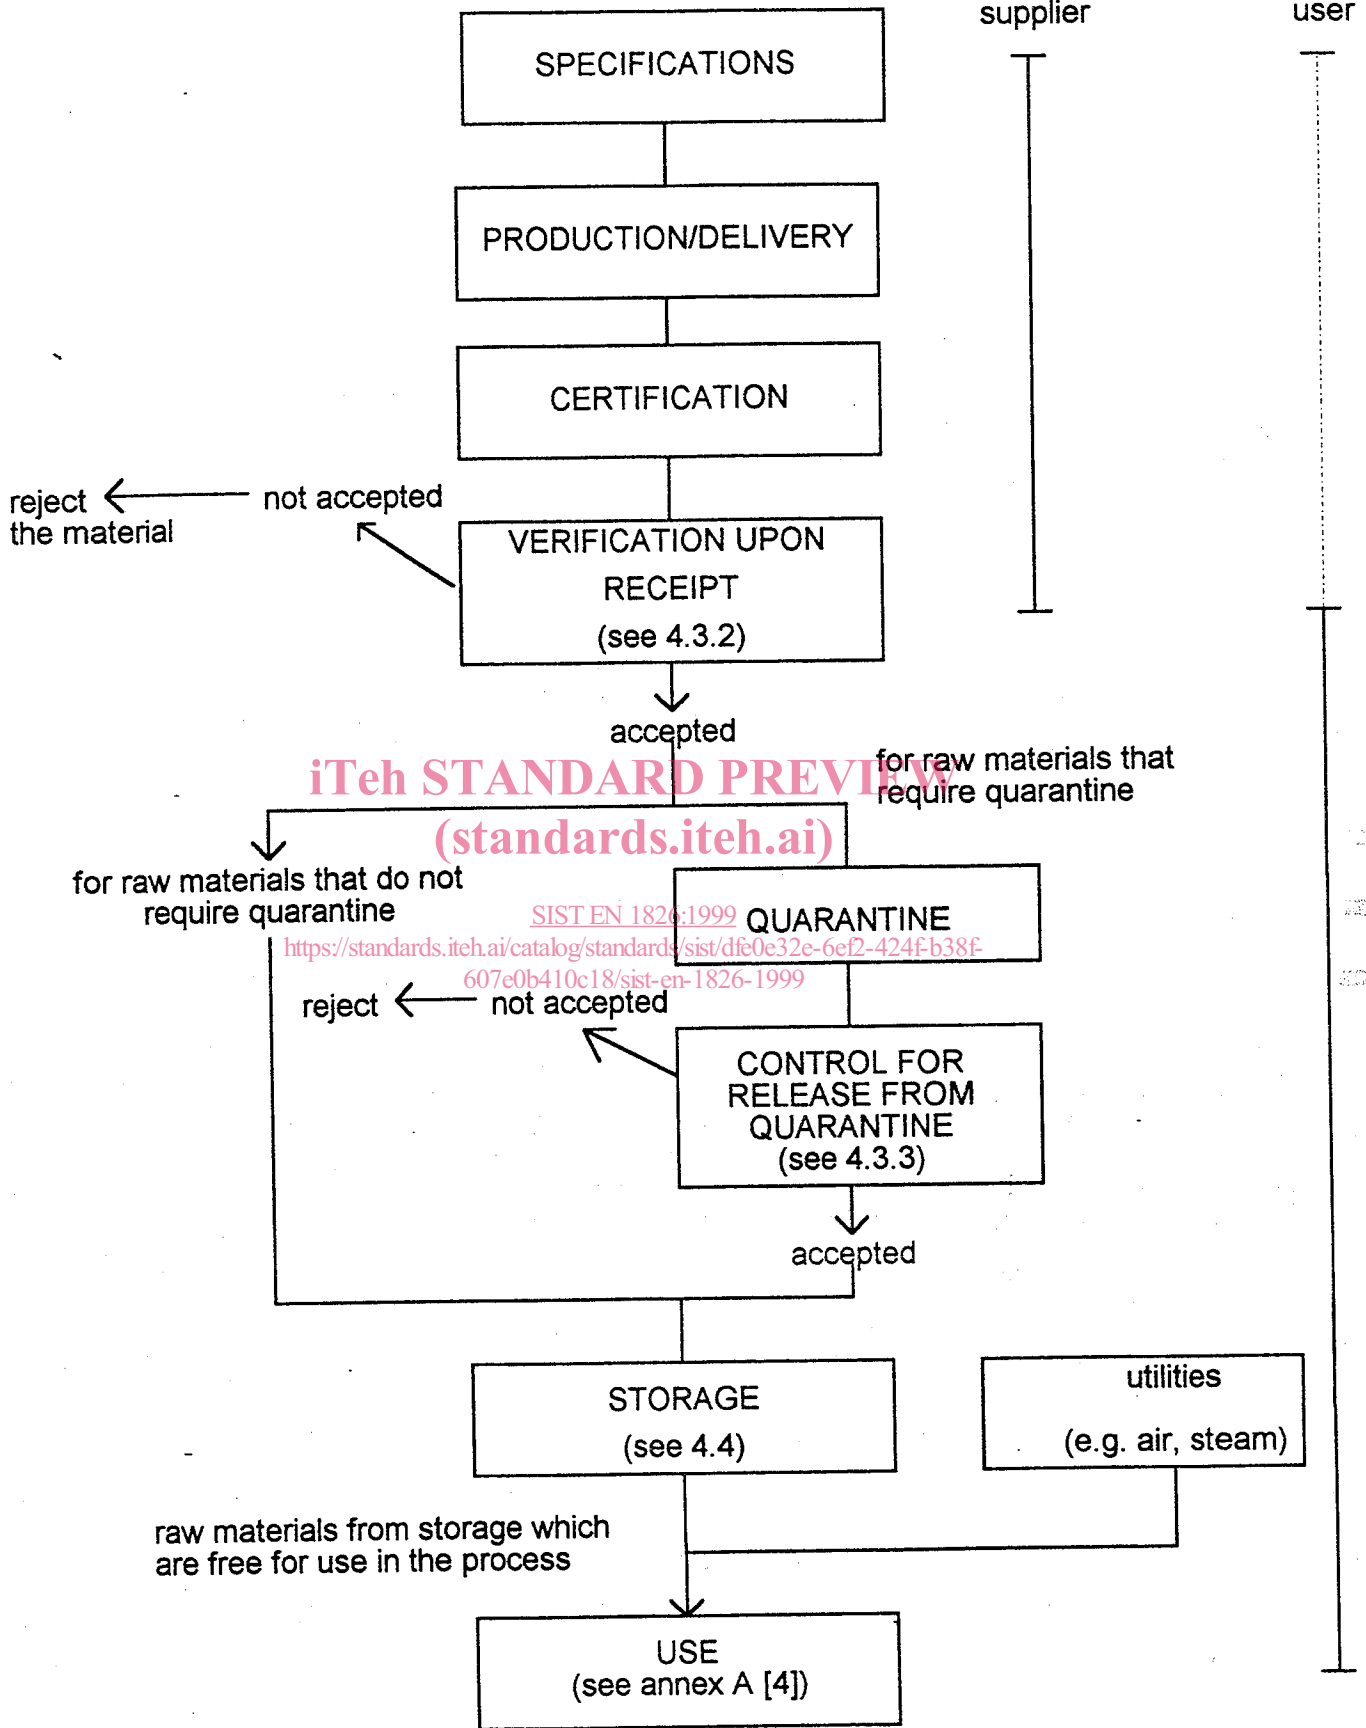 supplier
user
SPECIFICATIONS
PRODUCTION/DELIVERY
CERTIFICATION
reject
the material
not accepted
VERIFICATION UPON
RECEIPT
(see 4.3.2)
accepted
for raw materials that
require quarantine
iTeh STANDARD PREVIEW
(standards.iteh.ai)
for raw materials that do not
require quarantine
SIST EN 1826:1999
QUARANTINE
https://standards.iteh.ai/catalog/standards/sist/dfe0e32e-6ef2-424f-b38f-
607e0b410c18/sist-en-1826-1999
reject
not accepted
CONTROL FOR
RELEASE FROM
QUARANTINE
(see 4.3.3)
accepted
STORAGE
(see 4.4)
utilities
(e.g. air, steam)
raw materials from storage which
are free for use in the process
USE
(see annex A [4])